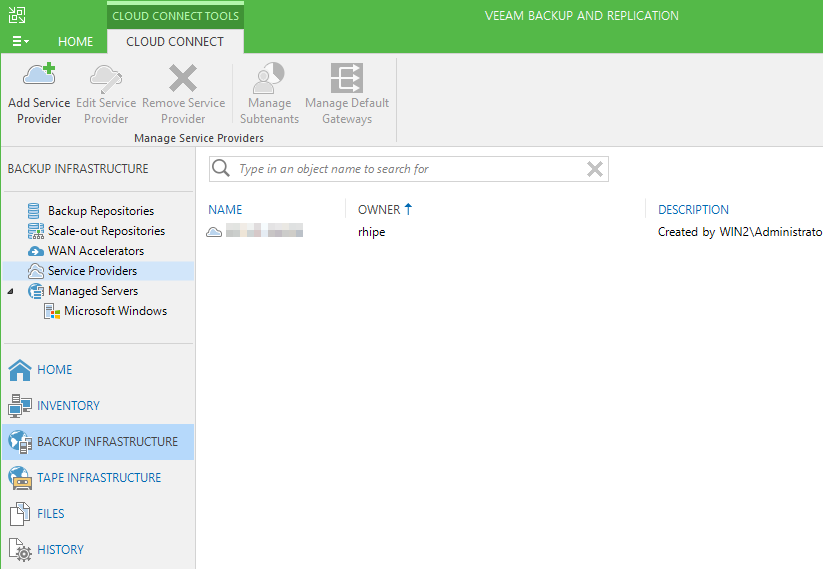 CLOUD CONNECT TOOLS
VEEAM BACKUP AND REPLICATION
HOME
CLOUD CONNECT
Add Service
Provider
Edit Service
Provider
Remove Service
Provider
Manage
Subtenants
Manage Default
Gateways
Manage Service Providers
BACKUP INFRASTRUCTURE
Type in an object name to search for
Backup Repositories
Scale-out Repositories
WAN Accelerators
Service Providers
Managed Servers
Microsoft Windows
NAME
OWNER
DESCRIPTION
rhipe
Created by WIN2\Administrato
HOME
INVENTORY
BACKUP INFRASTRUCTURE
TAPE INFRASTRUCTURE
FILES
HISTORY